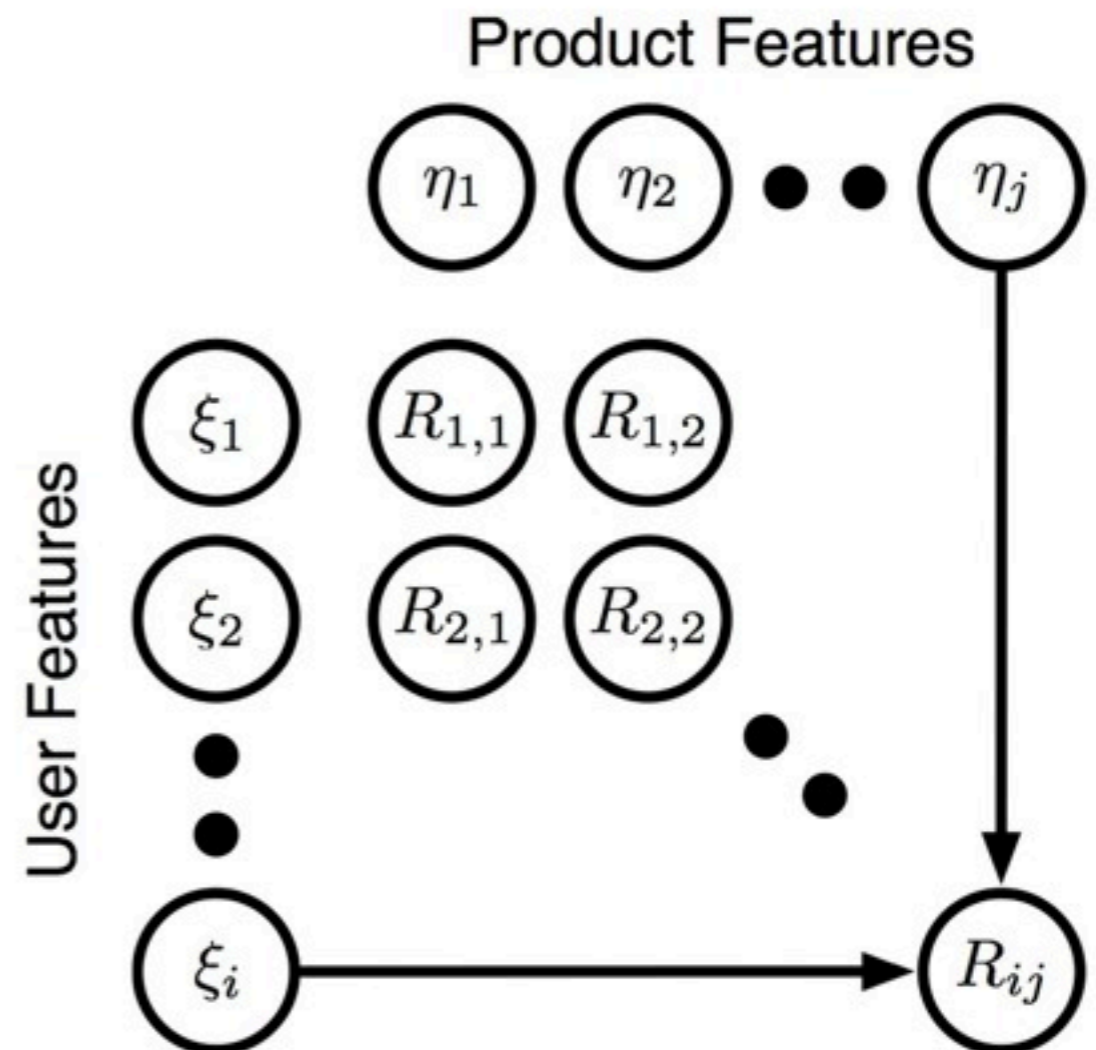 Product Features
η1 η2 ηj
User Features
ξ1 R1,1 R1,2
ξ2 R2,1 R2,2
ξi Rij